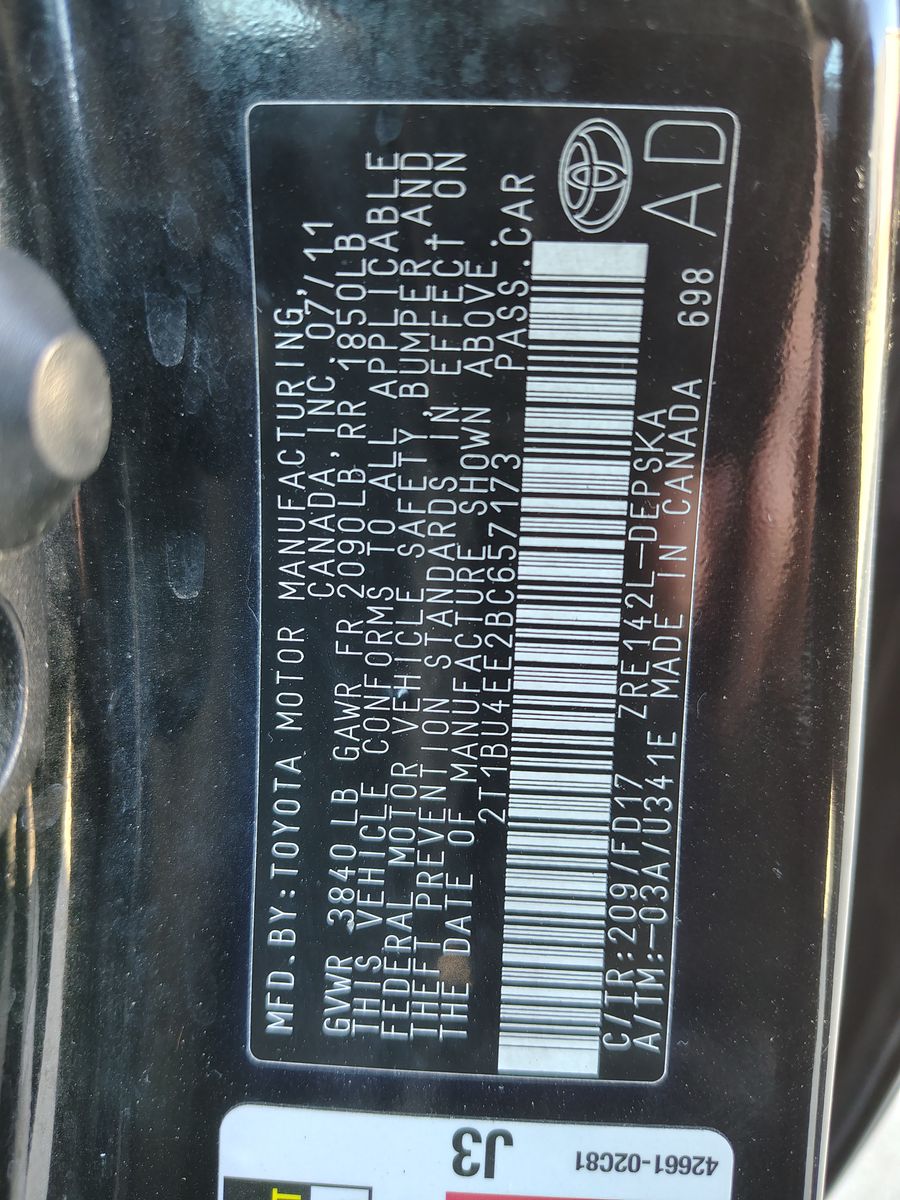 MFD.BY:TOYOTA MOTOR MANUFACTURING,
CANADA, INC. 07/11
GVWR 3840LB GAWR FR 2090LB,RR 1850LB
THIS VEHICLE CONFORMS TO ALL APPLICABLE
FEDERAL MOTOR VEHICLE SAFETY, BUMPER AND
THEFT PREVENTION STANDARDS IN EFFECT ON
THE DATE OF MANUFACTURE SHOWN ABOVE.
2T1BU4EE2BC657173 PASS.CAR
C/TR:209/FD17 ZRE142L-DEPSKA
A/TM:-03A/U341E MADE IN CANADA 698
AD
J3
42661-02C81